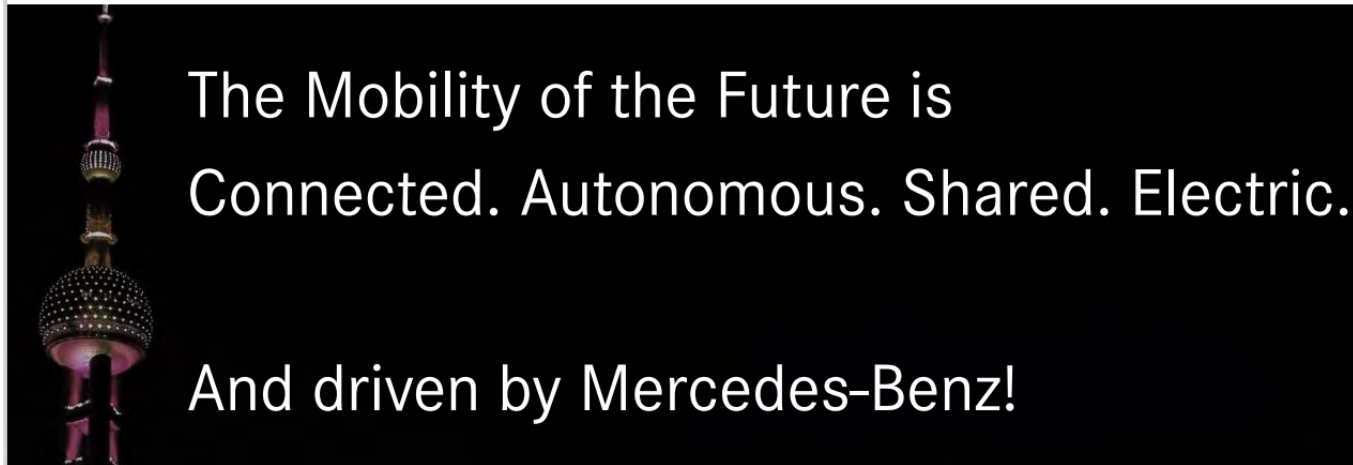 The Mobility of the Future is
Connected. Autonomous. Shared. Electric.
And driven by Mercedes-Benz!